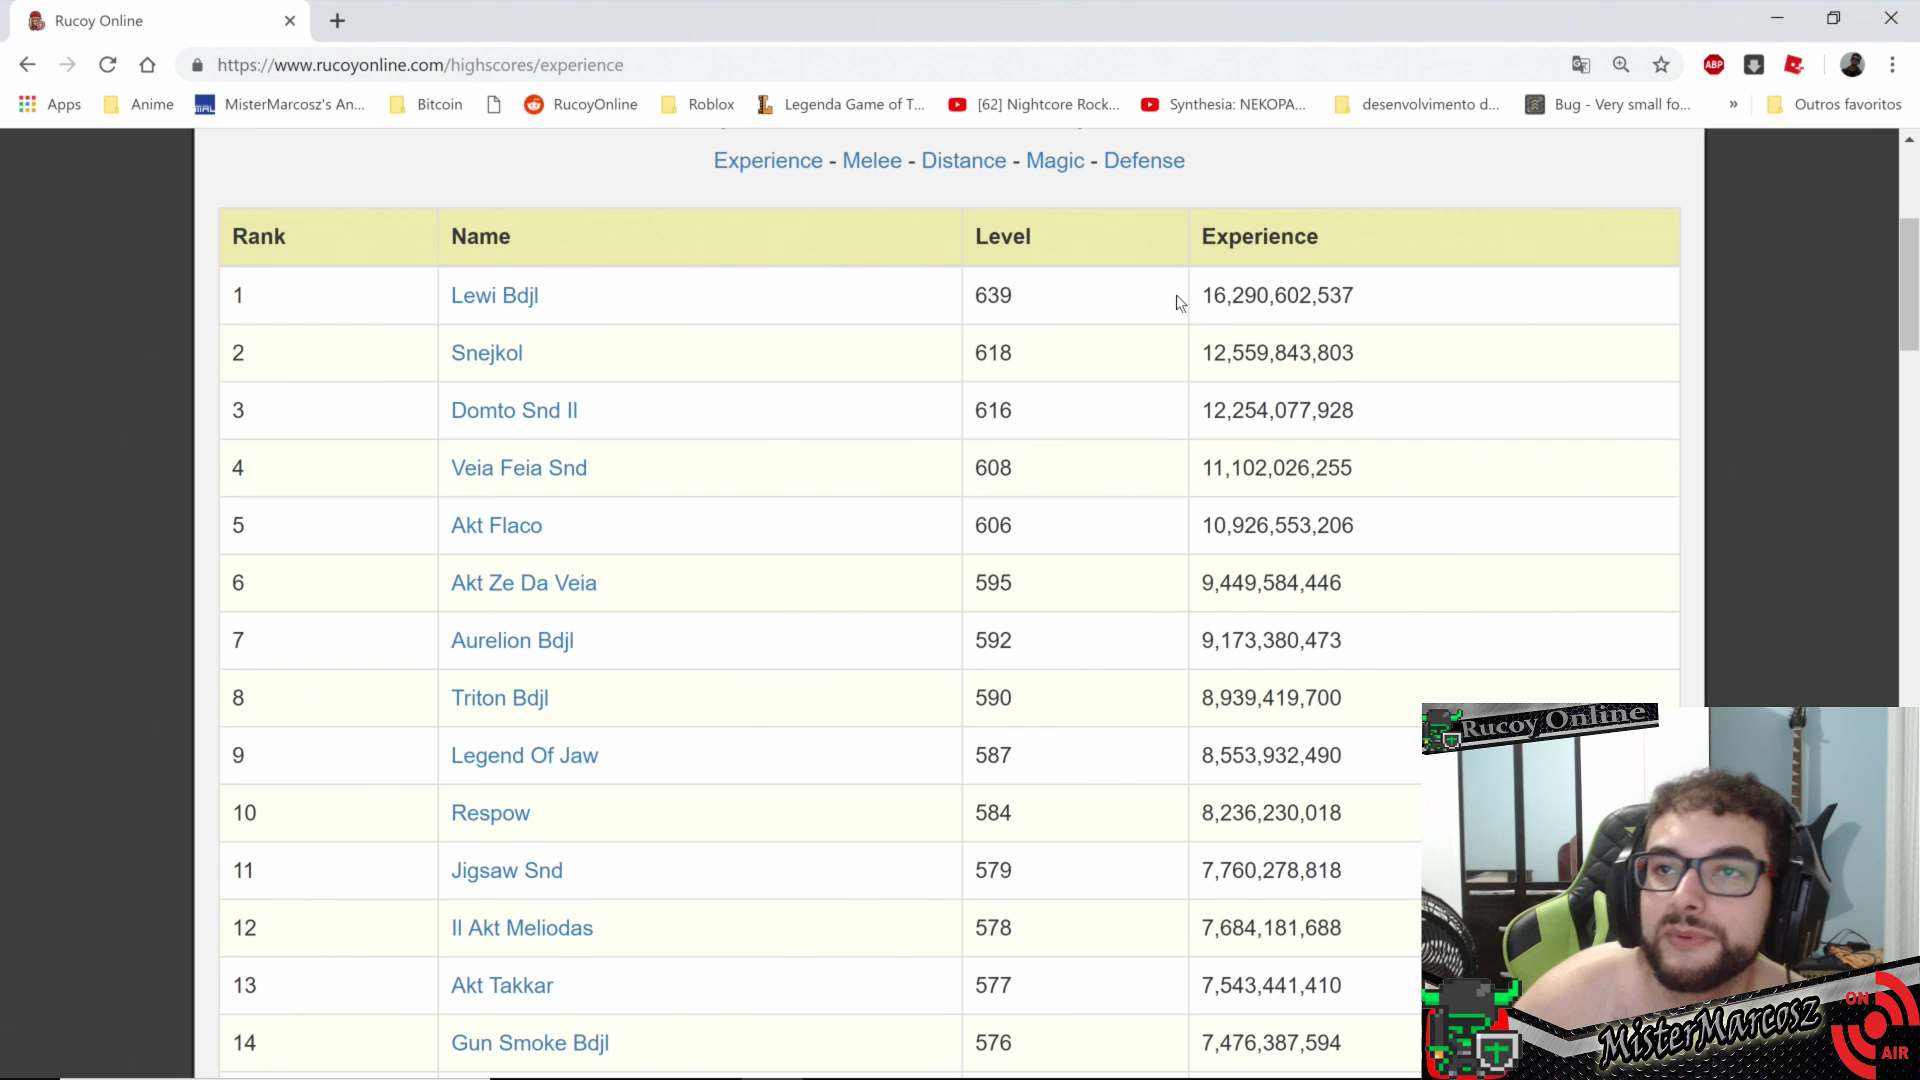 Rucoy Online
https://www.rucoyonline.com/highscores/experience
ABP
Apps Anime MisterMarcosz's An... Bitcoin RucoyOnline Roblox Legenda Game of T... [62] Nightcore Rock... Synthesia: NEKOPA... desenvolvimento d... Bug - Very small fo... » Outros favoritos
Experience - Melee - Distance - Magic - Defense
Rank Name Level Experience
1 Lewi Bdjl 639 16,290,602,537
2 Snejkol 618 12,559,843,803
3 Domto Snd II 616 12,254,077,928
4 Veia Feia Snd 608 11,102,026,255
5 Akt Flaco 606 10,926,553,206
6 Akt Ze Da Veia 595 9,449,584,446
7 Aurelion Bdjl 592 9,173,380,473
8 Triton Bdjl 590 8,939,419,700
9 Legend Of Jaw 587 8,553,932,490
10 Respow 584 8,236,230,018
11 Jigsaw Snd 579 7,760,278,818
12 Il Akt Meliodas 578 7,684,181,688
13 Akt Takkar 577 7,543,441,410
14 Gun Smoke Bdjl 576 7,476,387,594
Rucoy Online
MisterMarcosz
ON
AIR